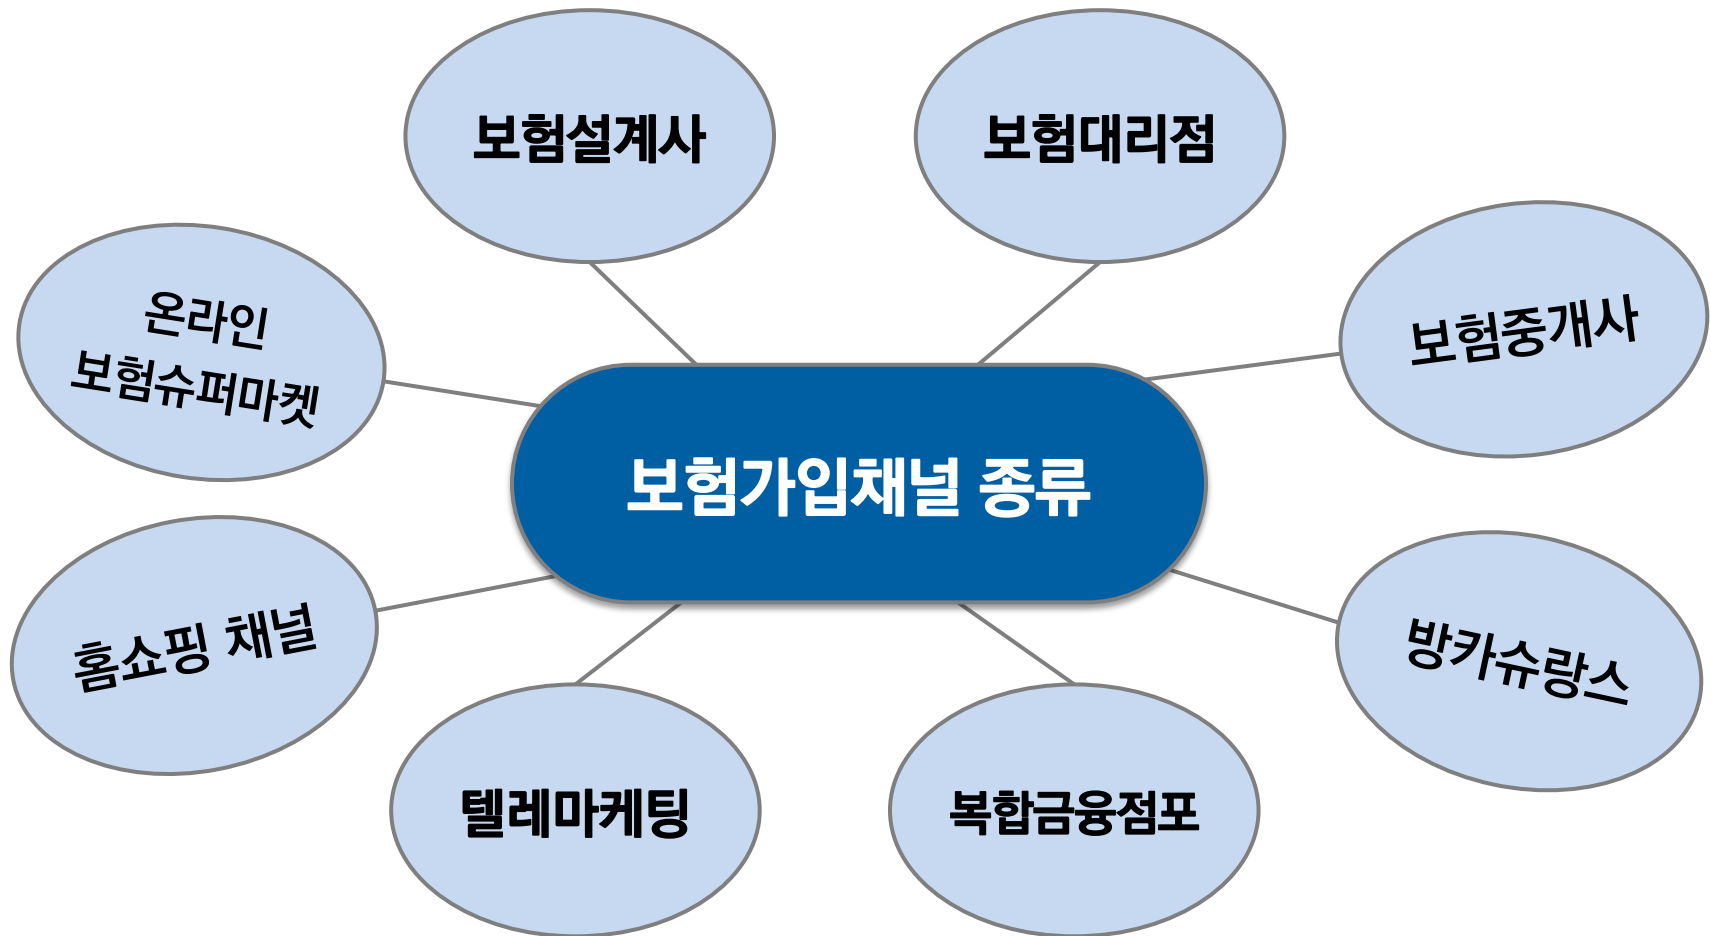 보험설계사
보험대리점
온라인
보험슈퍼마켓
보험중개사
보험가입채널 종류
홈쇼핑 채널
방카슈랑스
텔레마케팅
복합금융점포